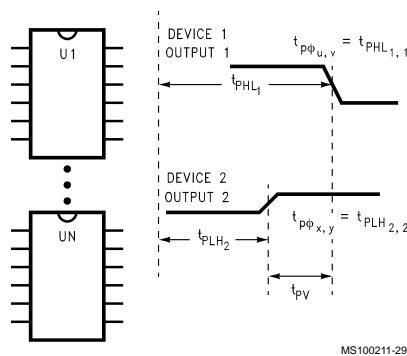 U1
DEVICE 1
OUTPUT 1
tpϕu, v = tPHL1, 1
tPHL1
DEVICE 2
OUTPUT 2
tpϕx, y = tPLH2, 2
UN
tPLH2
tPV
MS100211-29